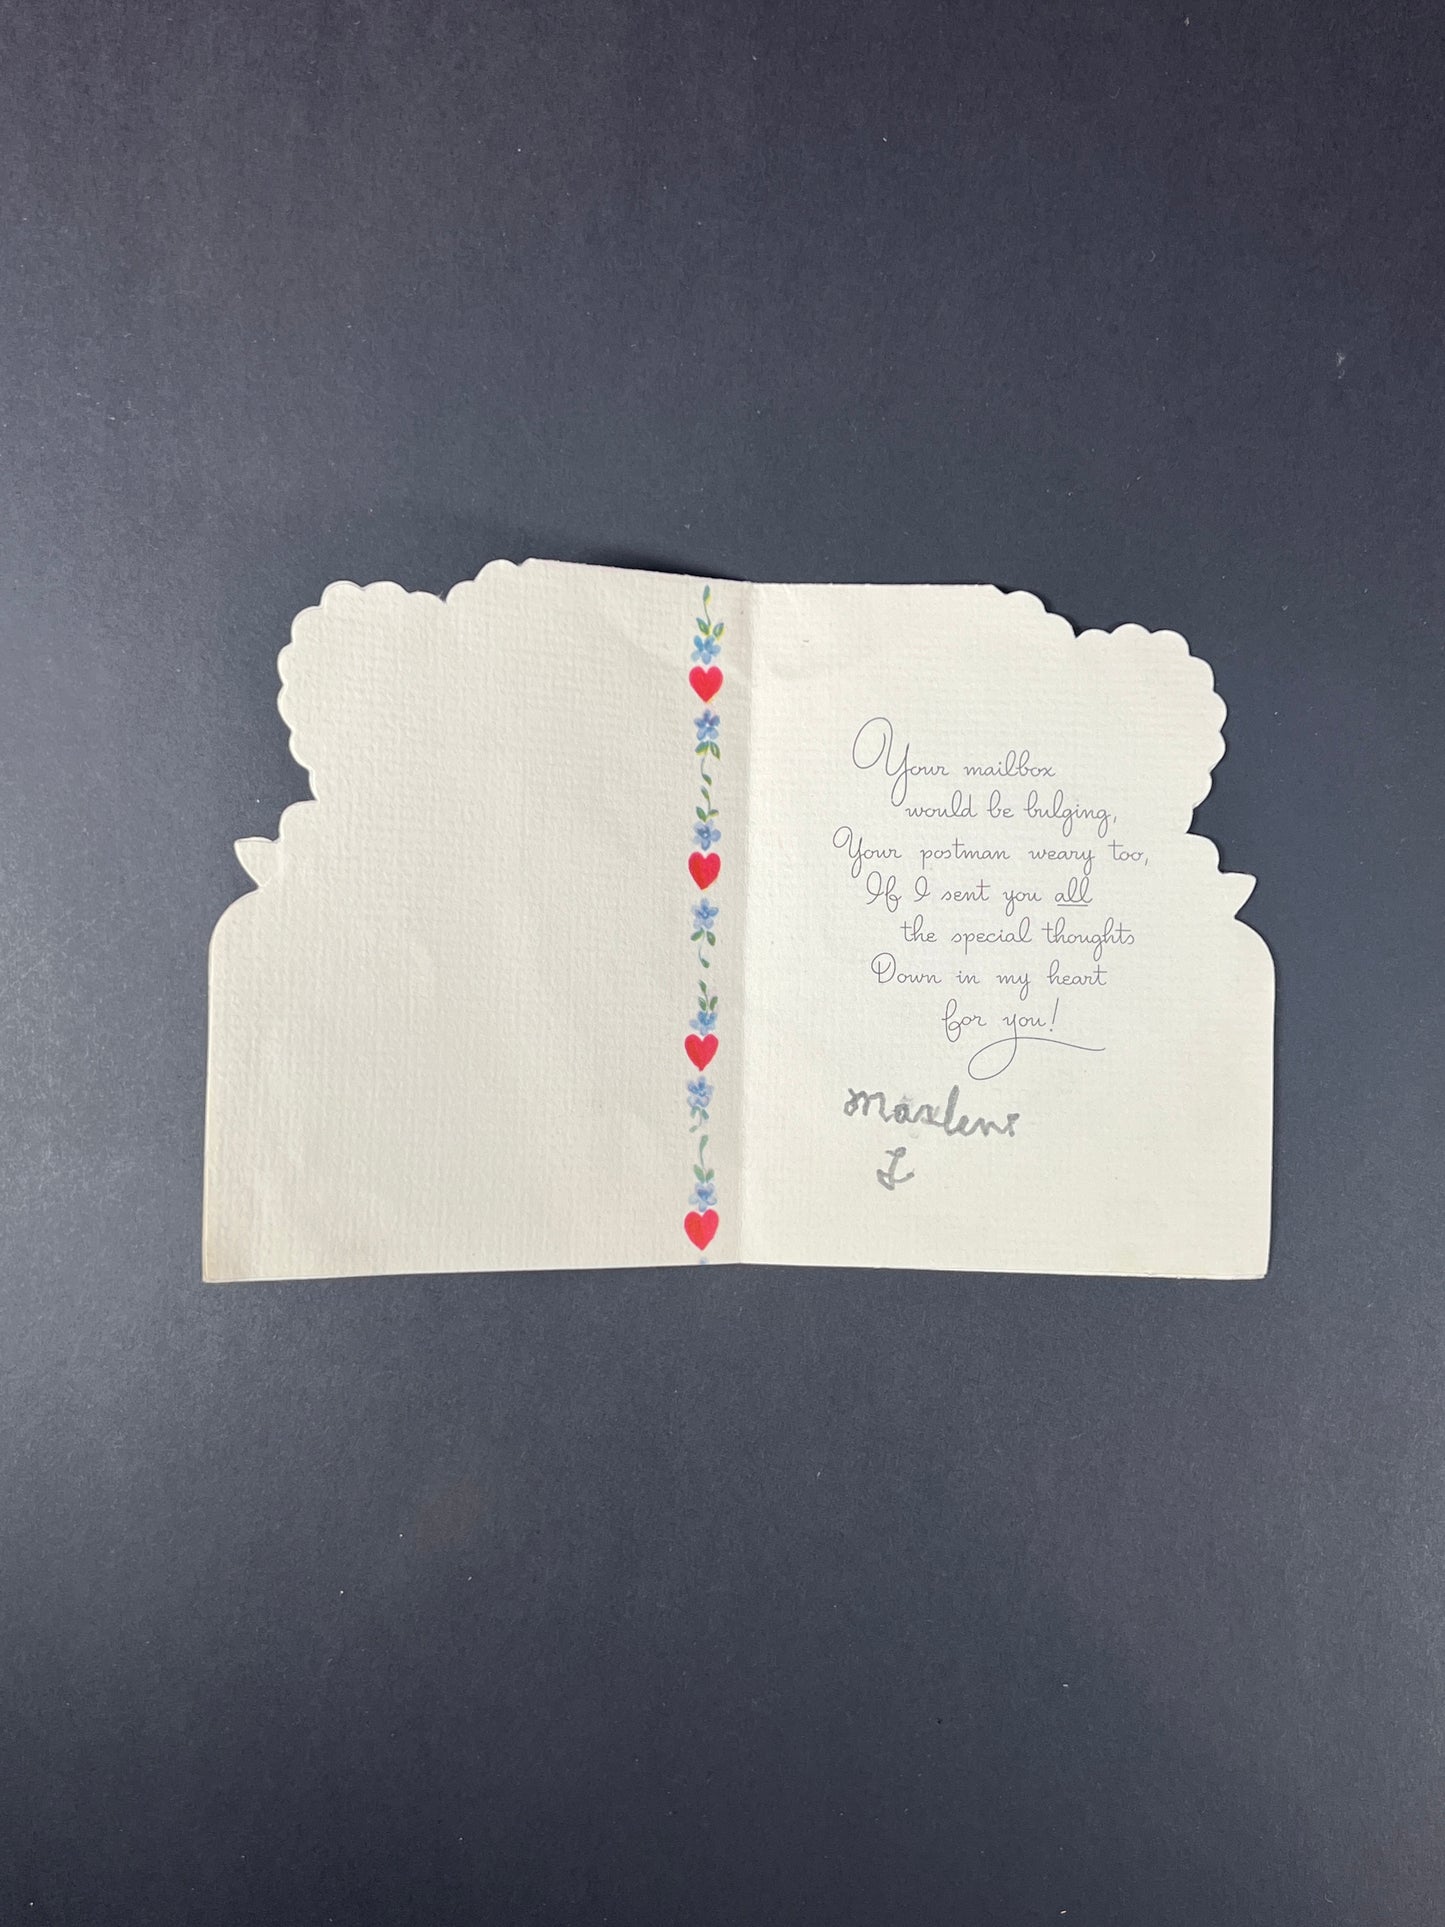 Your mailbox
would be bulging,
Your postman weary too,
If I sent you all
the special thoughts
Down in my heart
for you!
Marlene
L